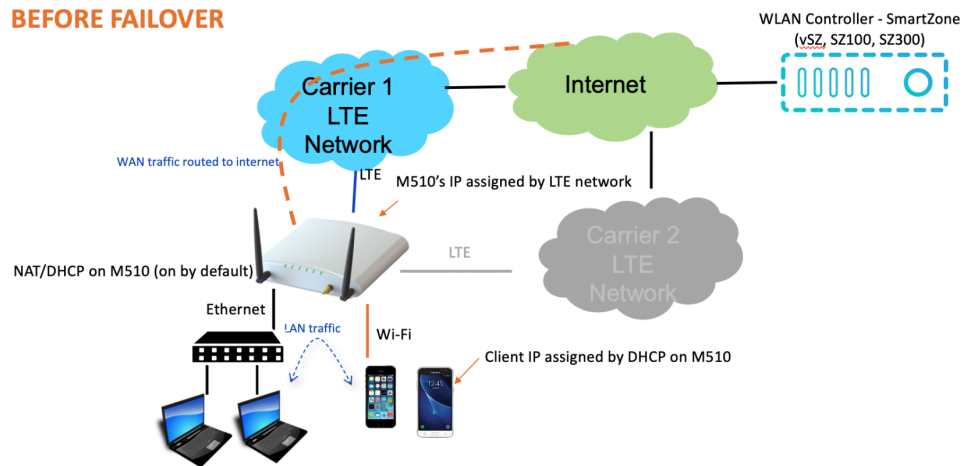 BEFORE FAILOVER
WLAN Controller - SmartZone
(vSZ, SZ100, SZ300)
Carrier 1
LTE
Network
Internet
WAN traffic routed to internet
LTE
M510's IP assigned by LTE network
Carrier 2
LTE
Network
LTE
NAT/DHCP on M510 (on by default)
Ethernet
LAN traffic
Wi-Fi
Client IP assigned by DHCP on M510